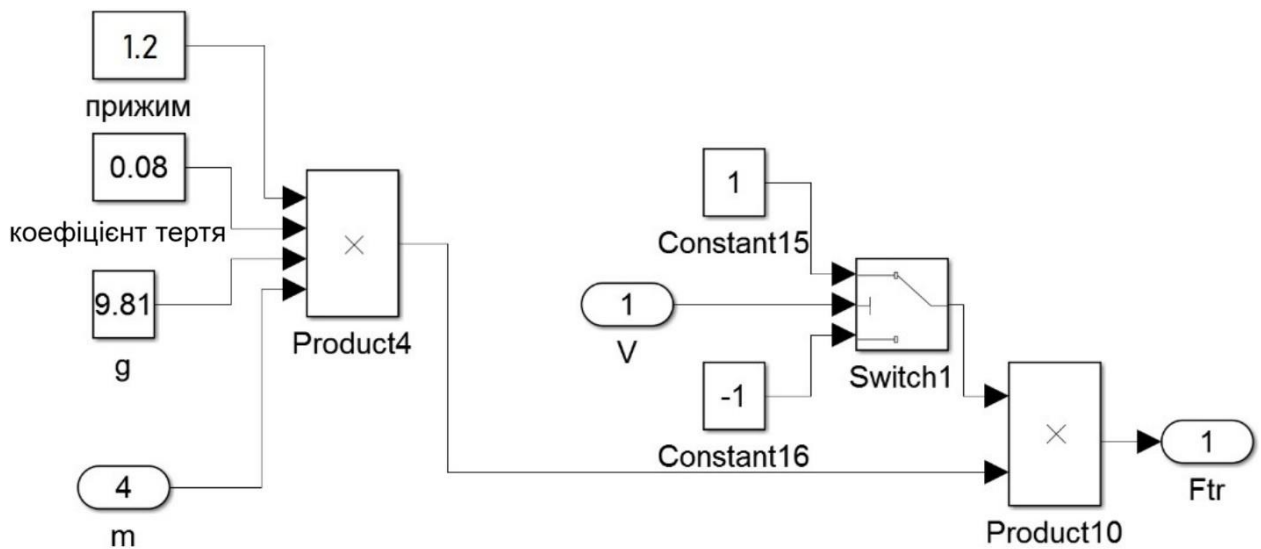 1.2
прижим
0.08
коефіцієнт тертя
9.81
g
4
m
Product4
1
Constant15
1
V
-1
Constant16
Switch1
Product10
1
Ftr